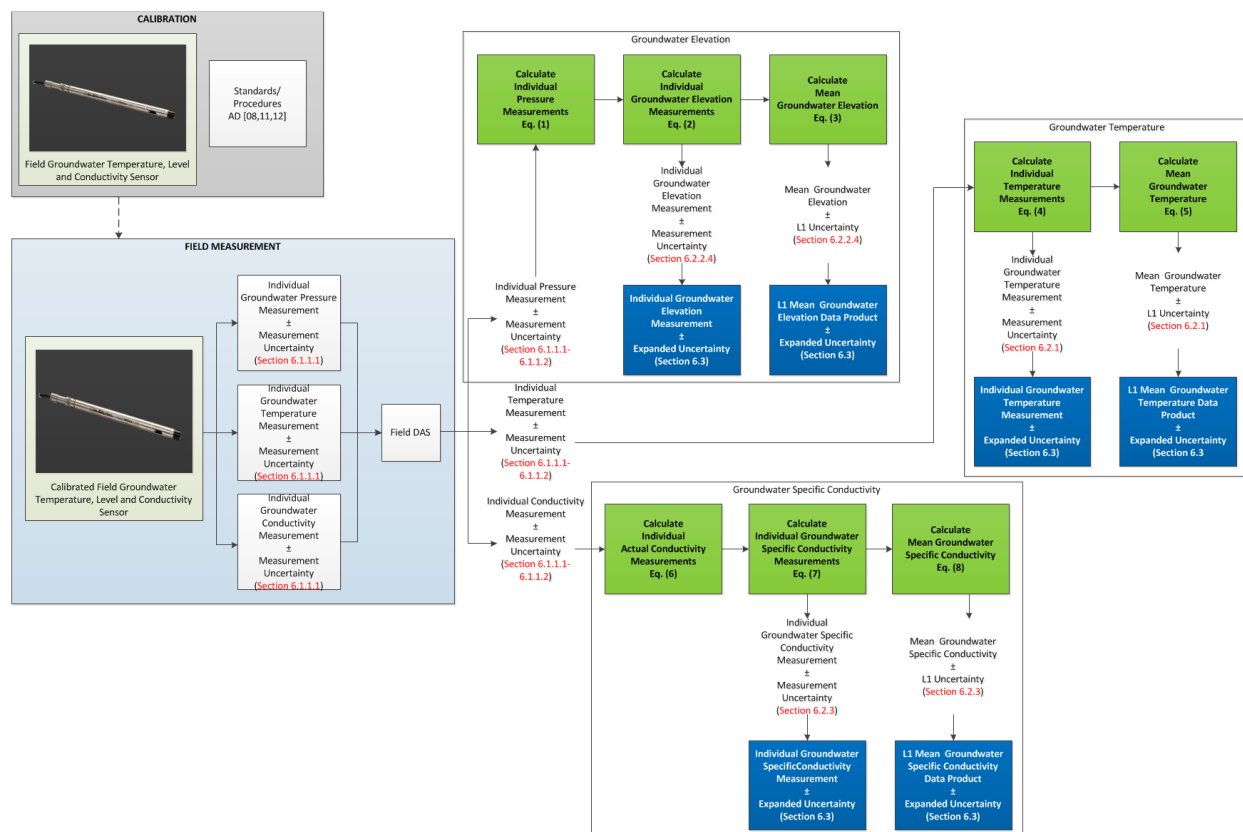 CALIBRATION
Standards/
Procedures
AD [08,11,12]
Field Groundwater Temperature, Level
and Conductivity Sensor
FIELD MEASUREMENT
Calibrated Field Groundwater
Temperature, Level and Conductivity
Sensor
Individual
Groundwater Pressure
Measurement
±
Measurement
Uncertainty
(Section 6.1.1.1)
Individual
Groundwater
Temperature
Measurement
±
Measurement
Uncertainty
(Section 6.1.1.1)
Individual
Groundwater
Conductivity
Measurement
±
Measurement
Uncertainty
(Section 6.1.1.1)
Field DAS
Groundwater Elevation
Calculate
Individual
Pressure
Measurements
Eq. (1)
Calculate
Individual
Groundwater Elevation
Measurements
Eq. (2)
Calculate
Mean
Groundwater Elevation
Eq. (3)
Individual Pressure
Measurement
±
Measurement
Uncertainty
(Section 6.1.1.1-
6.1.1.2)
Individual
Groundwater
Elevation
Measurement
±
Measurement
Uncertainty
(Section 6.2.2.4)
Mean Groundwater
Elevation
±
L1 Uncertainty
(Section 6.2.2.4)
Individual Groundwater
Elevation
Measurement
±
Expanded Uncertainty
(Section 6.3)
L1 Mean Groundwater
Elevation Data Product
±
Expanded Uncertainty
(Section 6.3)
Individual
Temperature
Measurement
±
Measurement
Uncertainty
(Section 6.1.1.1-
6.1.1.2)
Individual Conductivity
Measurement
±
Measurement
Uncertainty
(Section 6.1.1.1-
6.1.1.2)
Groundwater Temperature
Calculate
Individual
Temperature
Measurements
Eq. (4)
Calculate
Mean
Groundwater
Temperature
Eq. (5)
Individual
Groundwater
Temperature
Measurement
±
Measurement
Uncertainty
(Section 6.2.1)
Mean Groundwater
Temperature
±
L1 Uncertainty
(Section 6.2.1)
Individual Groundwater
Temperature
Measurement
±
Expanded Uncertainty
(Section 6.3)
L1 Mean Groundwater
Temperature Data
Product
±
Expanded Uncertainty
(Section 6.3
Groundwater Specific Conductivity
Calculate
Individual
Actual Conductivity
Measurements
Eq. (6)
Calculate
Individual Groundwater
Specific Conductivity
Measurements
Eq. (7)
Calculate
Mean Groundwater
Specific Conductivity
Eq. (8)
Individual
Groundwater Specific
Conductivity
Measurement
±
Measurement
Uncertainty
(Section 6.2.3)
Mean Groundwater
Specific Conductivity
±
L1 Uncertainty
(Section 6.2.3)
Individual Groundwater
SpecificConductivity
Measurement
±
Expanded Uncertainty
(Section 6.3)
L1 Mean Groundwater
Specific Conductivity
Data Product
±
Expanded Uncertainty
(Section 6.3)